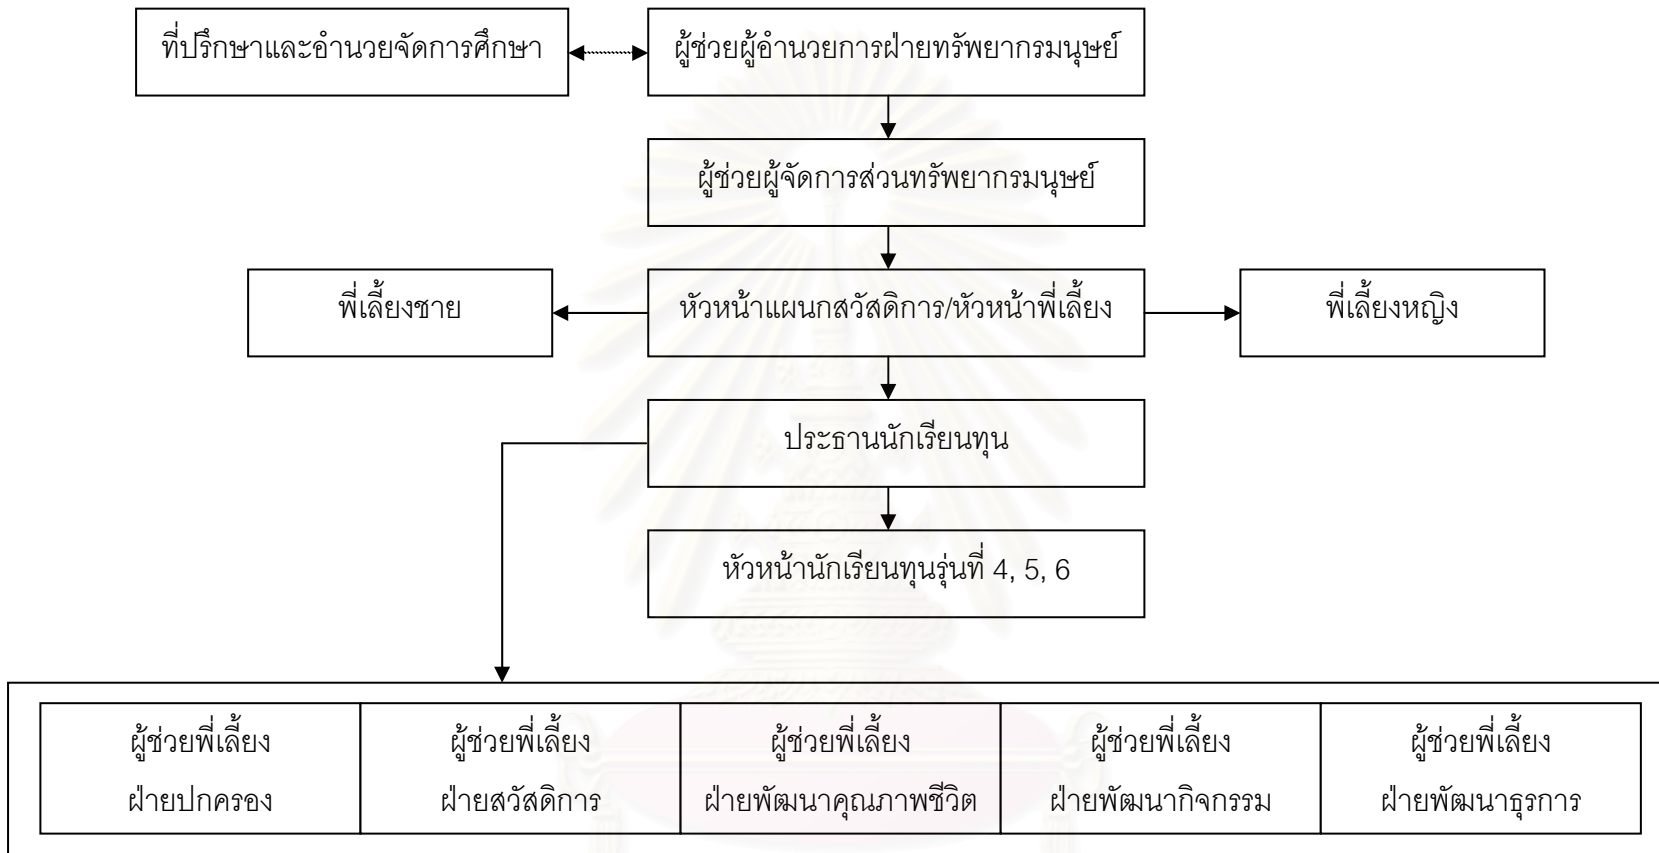 ที่ปรึกษาและอำนวยจัดการศึกษา
ผู้ช่วยผู้อำนวยการฝ่ายทรัพยากรมนุษย์
ผู้ช่วยผู้จัดการส่วนทรัพยากรมนุษย์
พี่เลี้ยงชาย
หัวหน้าแผนกสวัสดิการ/หัวหน้าพี่เลี้ยง
พี่เลี้ยงหญิง
ประธานนักเรียนทุน
หัวหน้านักเรียนทุนรุ่นที่ 4, 5, 6
ผู้ช่วยพี่เลี้ยง
ฝ่ายปกครอง
ผู้ช่วยพี่เลี้ยง
ฝ่ายสวัสดิการ
ผู้ช่วยพี่เลี้ยง
ฝ่ายพัฒนาคุณภาพชีวิต
ผู้ช่วยพี่เลี้ยง
ฝ่ายพัฒนากิจกรรม
ผู้ช่วยพี่เลี้ยง
ฝ่ายพัฒนาธุรการ